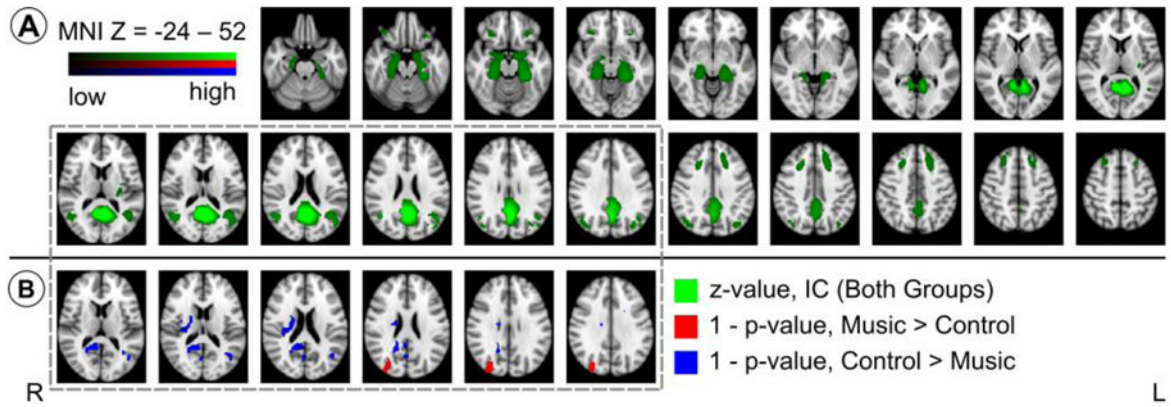 A
MNI Z = -24 – 52
low high
B
z-value, IC (Both Groups)
1 - p-value, Music > Control
1 - p-value, Control > Music
R L